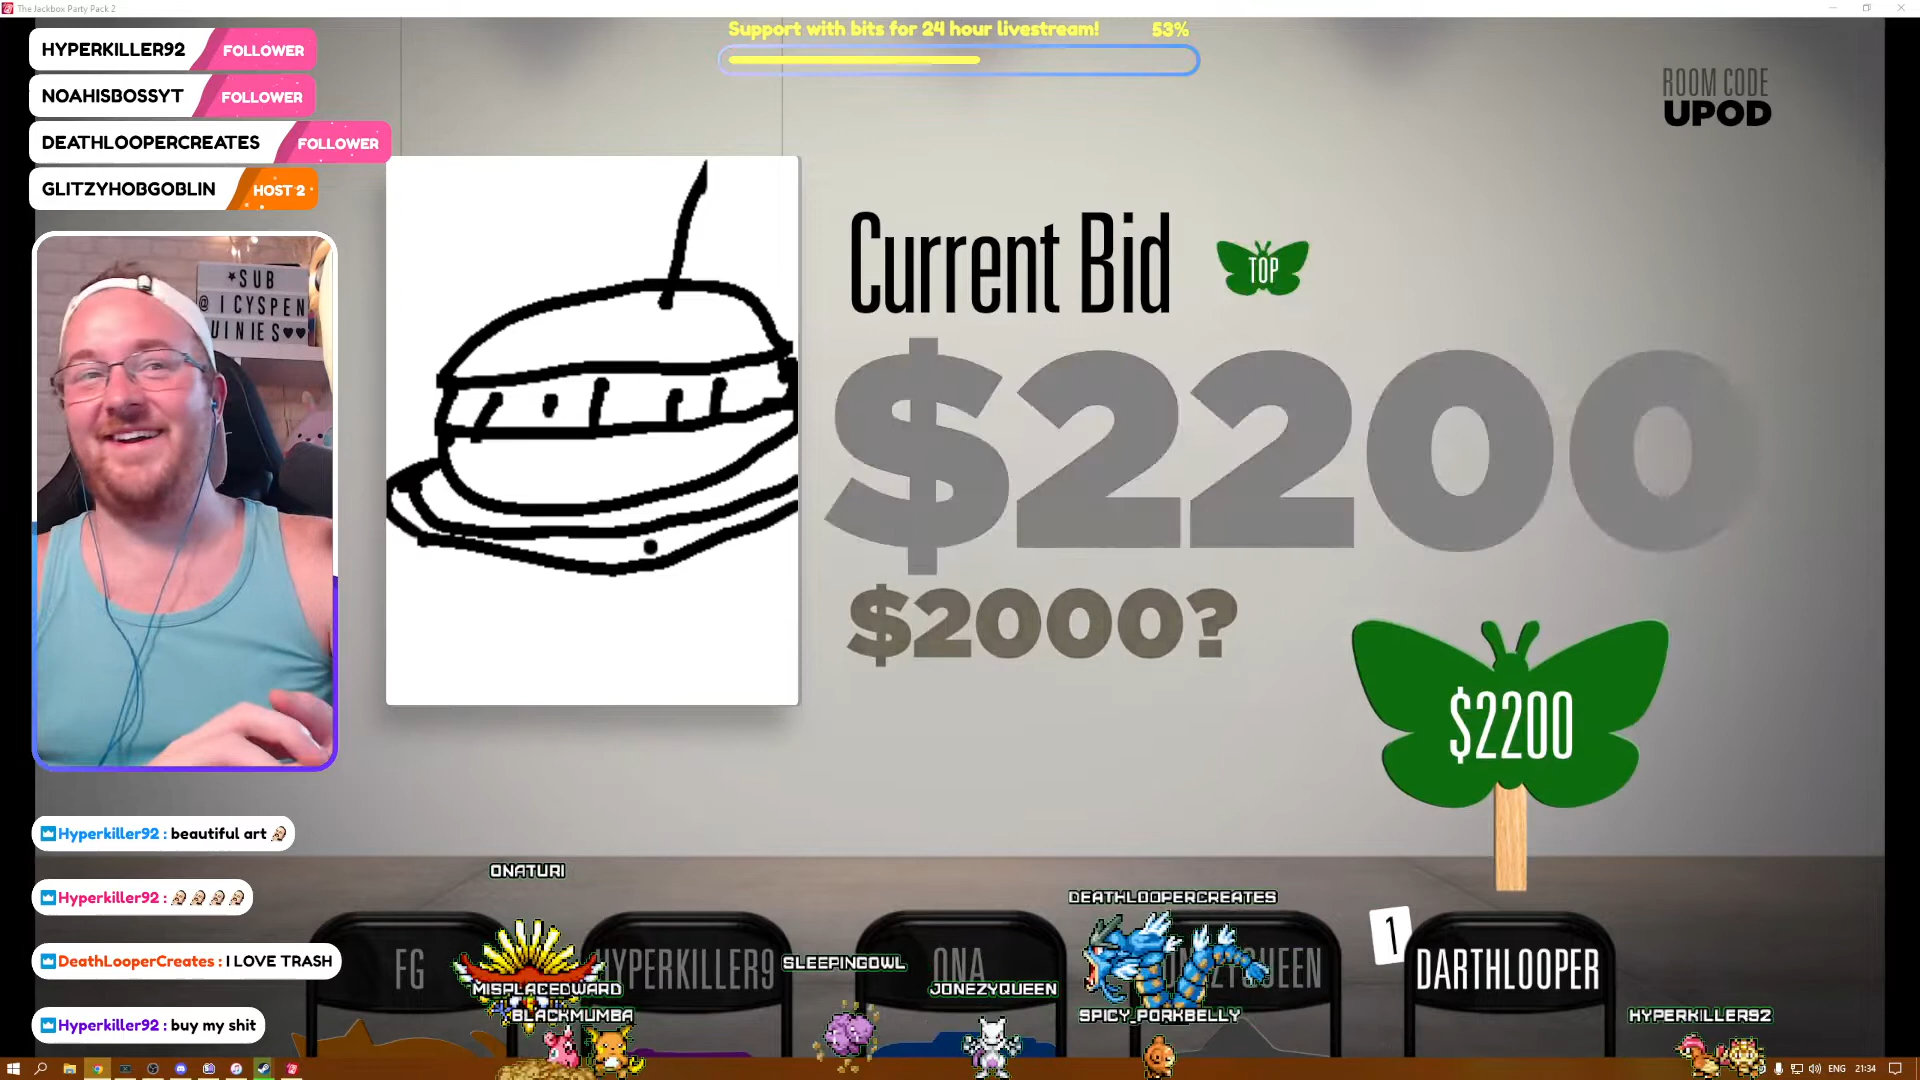 The Jackbox Party Pack 2
Support with bits for 24 hour livestream! 53%
HYPERKILLER92 FOLLOWER
NOAHISBOSSYT FOLLOWER
DEATHLOOPERCREATES FOLLOWER
GLITZYHOBGOBLIN HOST 2
ROOM CODE
UPOD
*SUB
@ICYSPEN
UINIES♥♥
Current Bid TOP
$2200
$2000?
$2200
Hyperkiller92 : beautiful art
Hyperkiller92 :
DeathLooperCreates : I LOVE TRASH
Hyperkiller92 : buy my shit
ONATURI
DEATHLOOPERCREATES
1
FG
HYPERKILLER9
SLEEPINGOWL
ONA
DARTHLOOPER
MISPLACEDWARD
JONEZYQUEEN
BLACKMUMBA
SPICY_PORKBELLY
HYPERKILLER92
ENG 21:34